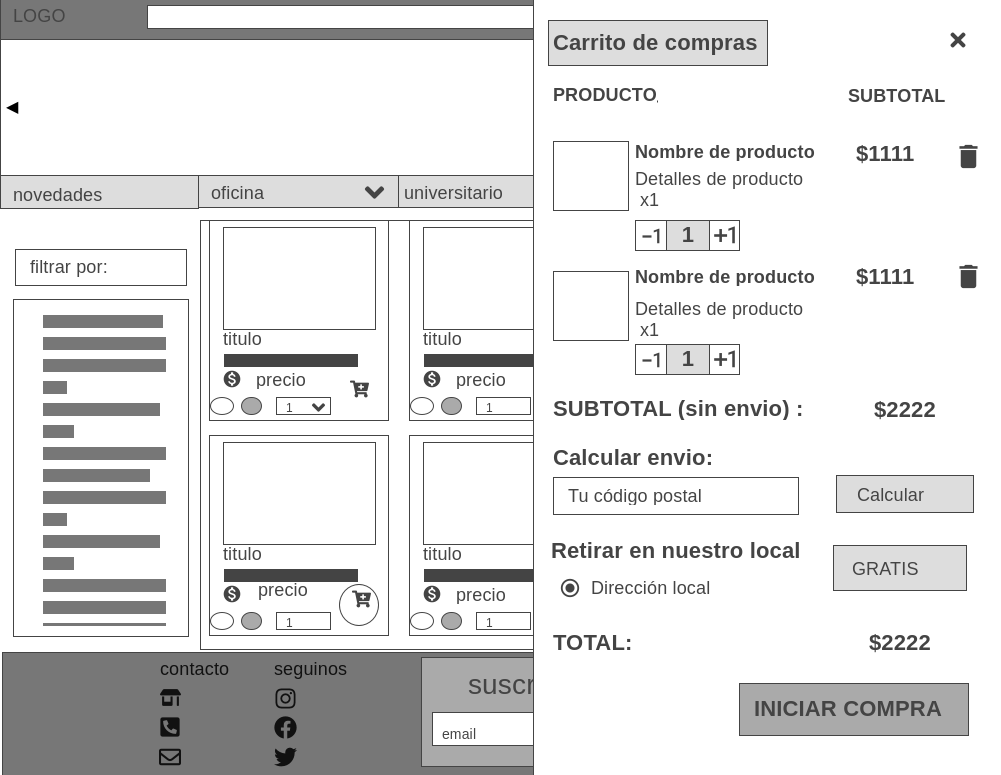 LOGO
novedades
oficina
universitario
filtrar por:
titulo
precio
1
titulo
precio
1
titulo
precio
1
titulo
precio
1
contacto
seguinos
suscr
email
Carrito de compras
PRODUCTO
SUBTOTAL
Nombre de producto
$1111
Detalles de producto
x1
-1 1 +1
Nombre de producto
$1111
Detalles de producto
x1
-1 1 +1
SUBTOTAL (sin envio) :
$2222
Calcular envio:
Tu código postal
Calcular
Retirar en nuestro local
GRATIS
Dirección local
TOTAL:
$2222
INICIAR COMPRA